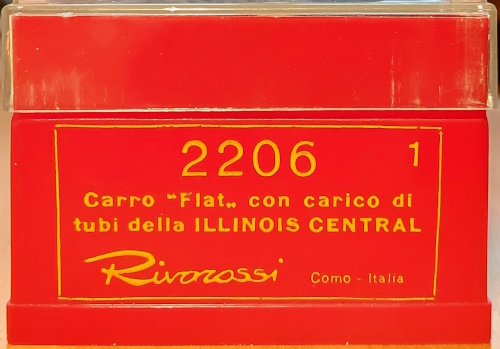 2206 1
Carro "Flat„ con carico di
tubi della ILLINOIS CENTRAL
Rivarossi Como - Italia